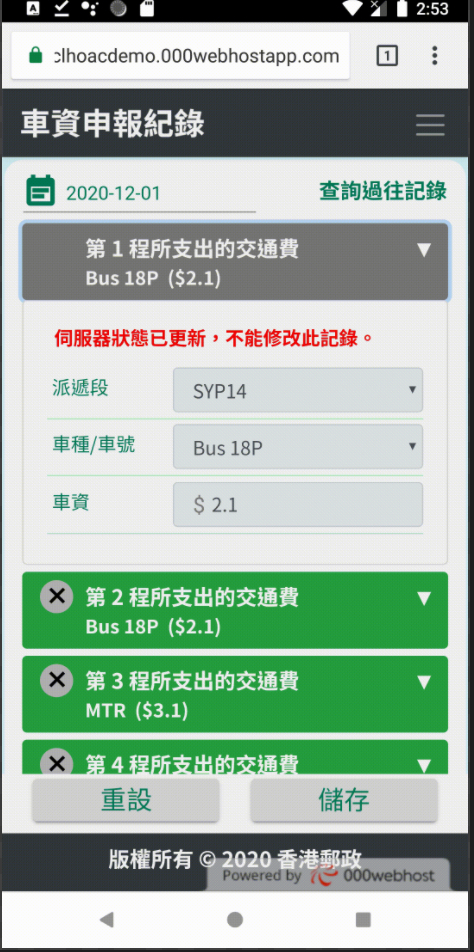 2:53
clhoacdemo.000webhostapp.com
1
車資申報紀錄
2020-12-01
查詢過往記錄
第 1 程所支出的交通費
Bus 18P ($2.1)
伺服器狀態已更新，不能修改此記錄。
派遞段
SYP14
車種/車號
Bus 18P
車資
$ 2.1
第 2 程所支出的交通費
Bus 18P ($2.1)
第 3 程所支出的交通費
MTR ($3.1)
第 4 程所支出的交通費
重設
儲存
版權所有 © 2020 香港郵政
Powered by 000webhost